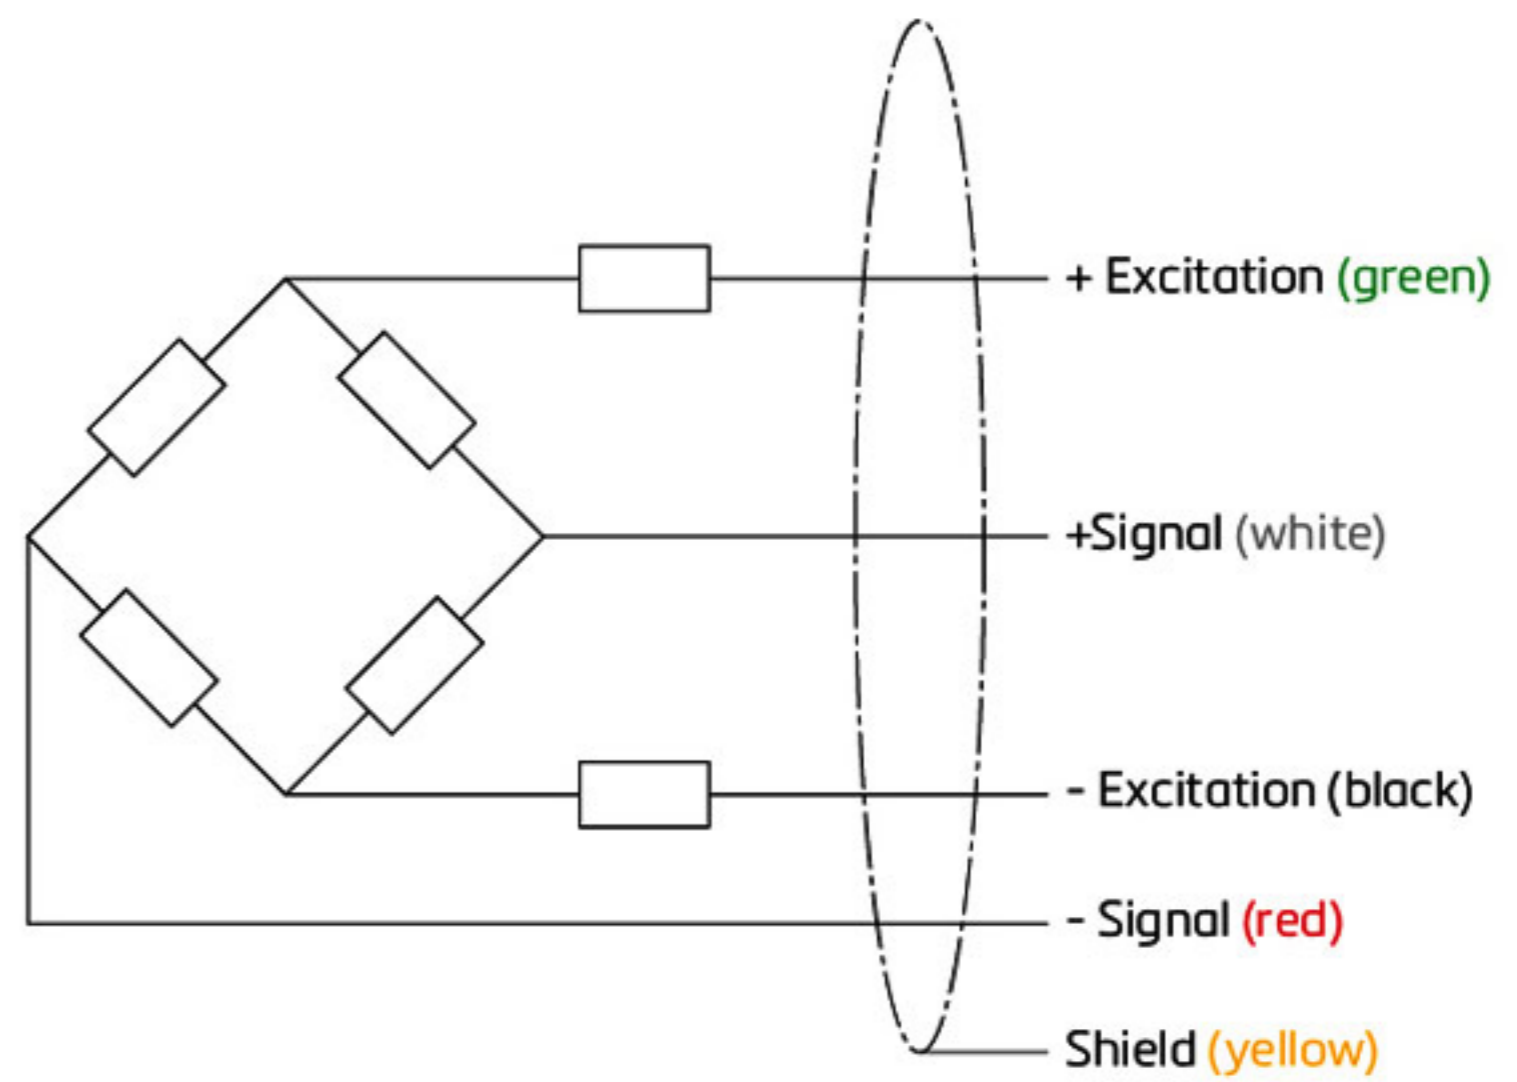 + Excitation (green)
+Signal (white)
- Excitation (black)
- Signal (red)
Shield (yellow)